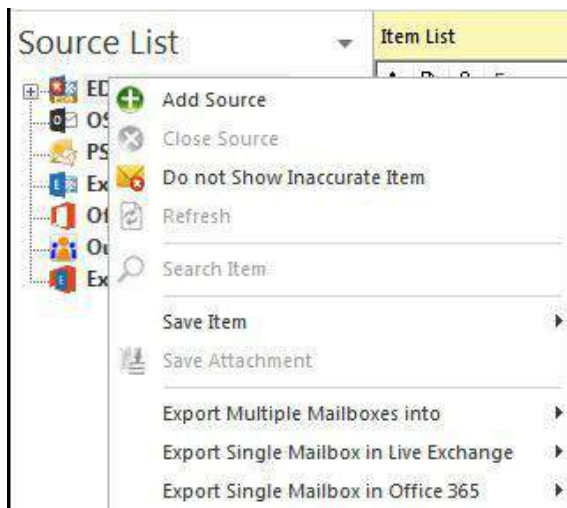 Source List
Item List
ED
Add Source
OS
Close Source
PS
Do not Show Inaccurate Item
Ex
Of
Refresh
Ou
Ex
Search Item
Save Item
Save Attachment
Export Multiple Mailboxes into
Export Single Mailbox in Live Exchange
Export Single Mailbox in Office 365